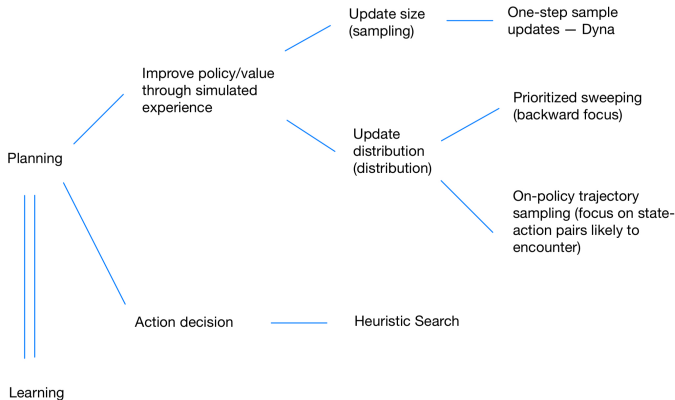 Update size
(sampling)
One-step sample
updates — Dyna
Improve policy/value
through simulated
experience
Prioritized sweeping
(backward focus)
Update
distribution
(distribution)
Planning
On-policy trajectory
sampling (focus on state-
action pairs likely to
encounter)
Action decision
Heuristic Search
Learning